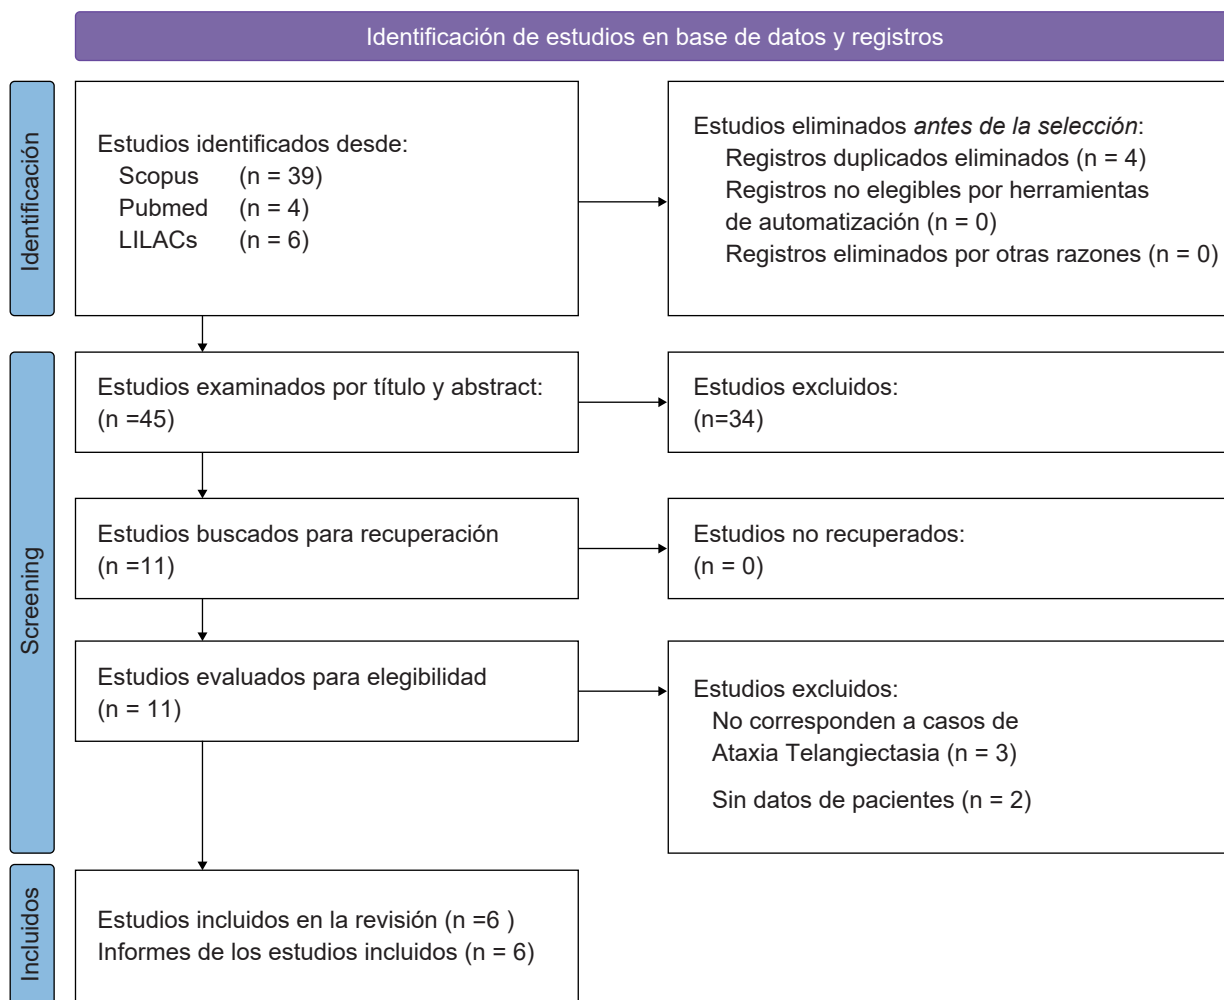 Identificación de estudios en base de datos y registros
Identificación
Estudios identificados desde:
Scopus (n = 39)
Pubmed (n = 4)
LILACs (n = 6)
Estudios eliminados antes de la selección:
Registros duplicados eliminados (n = 4)
Registros no elegibles por herramientas
de automatización (n = 0)
Registros eliminados por otras razones (n = 0)
Screening
Estudios examinados por título y abstract:
(n =45)
Estudios excluidos:
(n=34)
Estudios buscados para recuperación
(n =11)
Estudios no recuperados:
(n = 0)
Estudios evaluados para elegibilidad
(n = 11)
Estudios excluidos:
No corresponden a casos de
Ataxia Telangiectasia (n = 3)
Sin datos de pacientes (n = 2)
Incluidos
Estudios incluidos en la revisión (n =6 )
Informes de los estudios incluidos (n = 6)